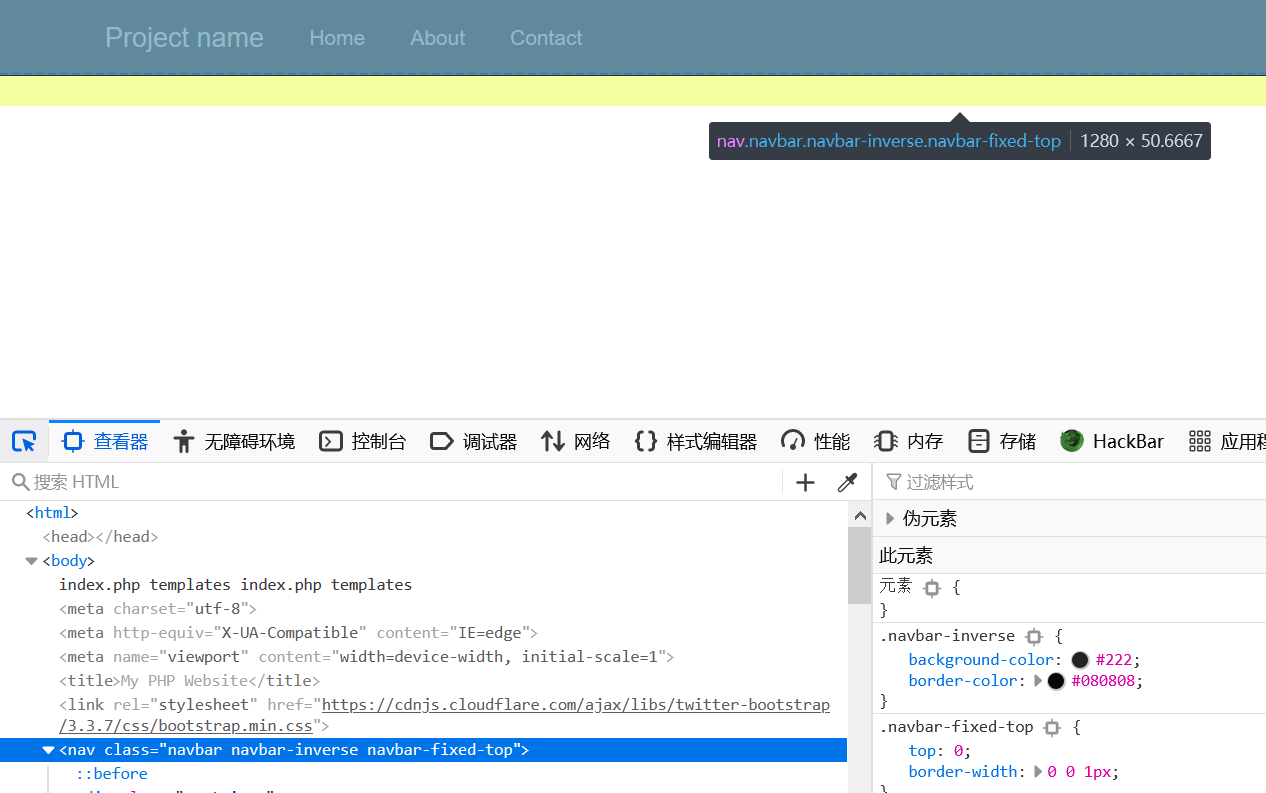 Project name Home About Contact
nav.navbar.navbar-inverse.navbar-fixed-top 1280 × 50.6667
查看器 无障碍环境 控制台 调试器 网络 样式编辑器 性能 内存 存储 HackBar 应用程
搜索 HTML
过滤样式
<html>
<head></head>
<body>
index.php templates index.php templates
<meta charset="utf-8">
<meta http-equiv="X-UA-Compatible" content="IE=edge">
<meta name="viewport" content="width=device-width, initial-scale=1">
<title>My PHP Website</title>
<link rel="stylesheet" href="https://cdnjs.cloudflare.com/ajax/libs/twitter-bootstrap
/3.3.7/css/bootstrap.min.css">
<nav class="navbar navbar-inverse navbar-fixed-top">
::before
伪元素
此元素
元素 {
}
.navbar-inverse {
background-color: #222;
border-color: #080808;
}
.navbar-fixed-top {
top: 0;
border-width: 0 0 1px;
}